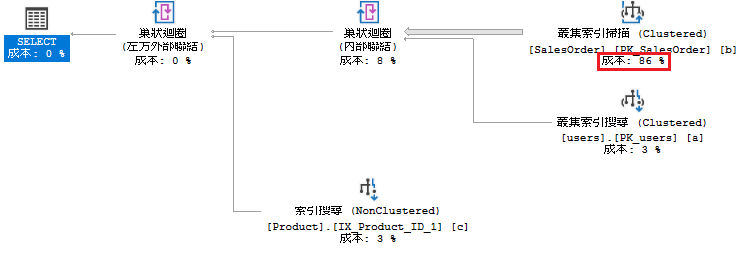 SELECT
成本: 0 %
巢狀迴圈
(左方外部聯結)
成本: 0 %
巢狀迴圈
(內部聯結)
成本: 8 %
叢集索引掃描 (Clustered)
[SalesOrder].[PK_SalesOrder] [b]
成本: 86 %
叢集索引搜尋 (Clustered)
[users].[PK_users] [a]
成本: 3 %
索引搜尋 (NonClustered)
[Product].[IX_Product_ID_1] [c]
成本: 3 %